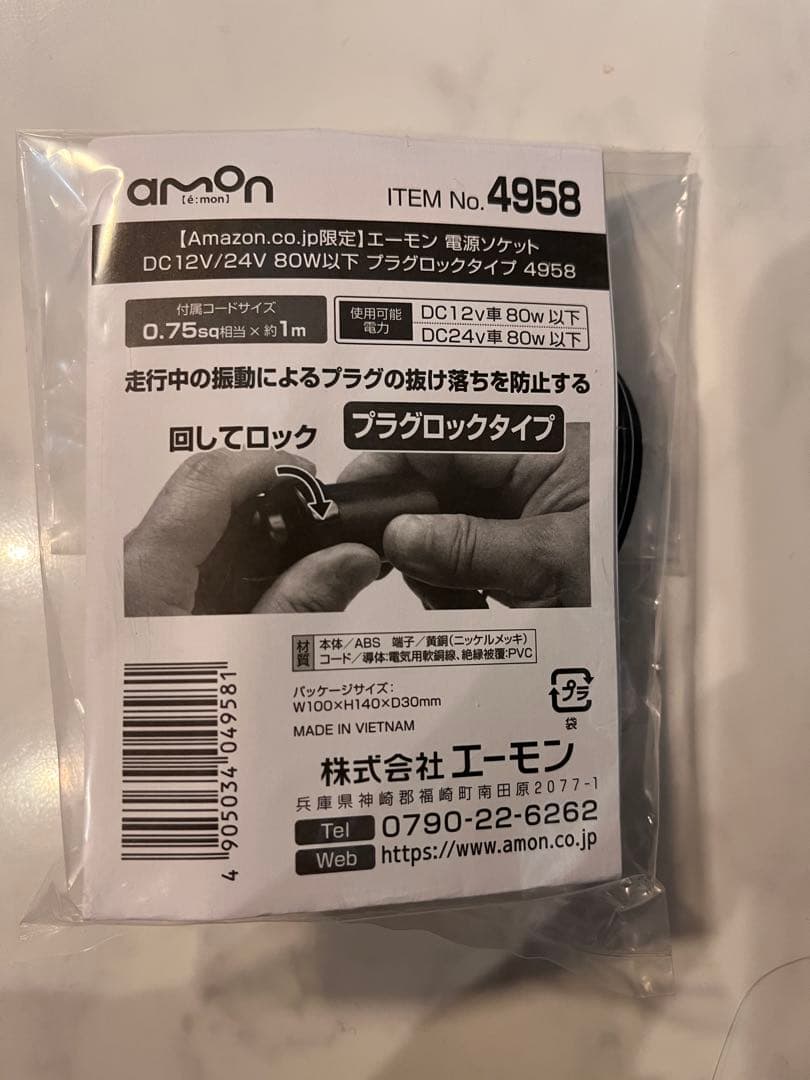 amon
[é:mon]
ITEM No.4958
【Amazon.co.jp限定】エーモン 電源ソケット
DC12V/24V 80W以下 プラグロックタイプ 4958
付属コードサイズ
0.75sq相当×約1m
使用可能
電力
DC12v車 80w 以下
DC24v車 80w 以下
走行中の振動によるプラグの抜け落ちを防止する
回してロック
プラグロックタイプ
材質
本体／ABS 端子／黄銅(ニッケルメッキ)
コード／導体:電気用軟銅線、絶縁被覆:PVC
パッケージサイズ:
W100×H140×D30mm
MADE IN VIETNAM
プラ
袋
株式会社 エーモン
兵庫県神崎郡福崎町南田原2077-1
Tel 0790-22-6262
Web https://www.amon.co.jp
4 905034 049581